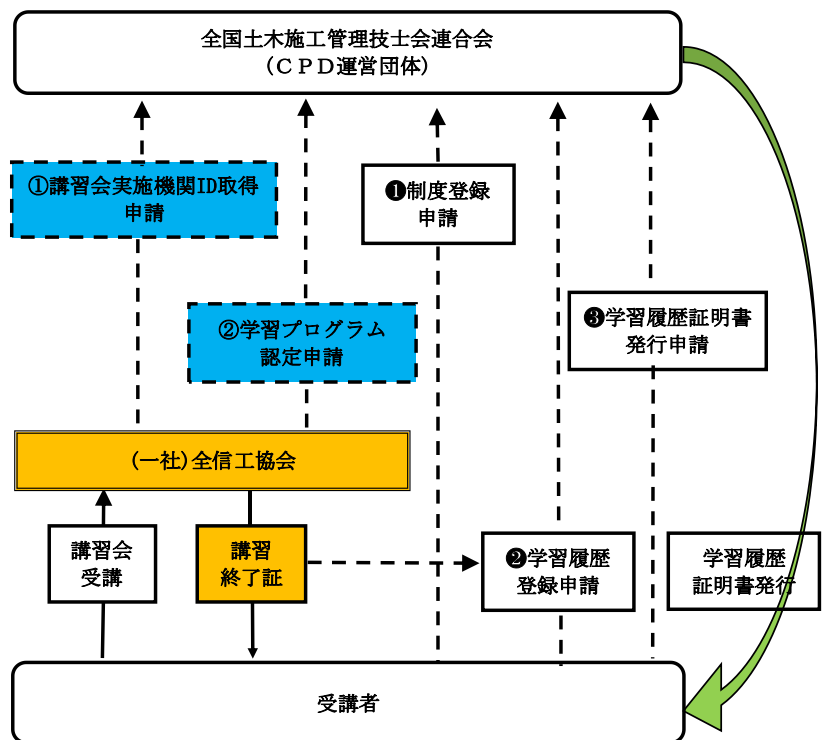 全国土木施工管理技士会連合会
(ＣＰＤ運営団体)
①講習会実施機関ID取得
申請
❶制度登録
申請
②学習プログラム
認定申請
❸学習履歴証明書
発行申請
(一社)全信工協会
講習会
受講
講習
終了証
❷学習履歴
登録申請
学習履歴
証明書発行
受講者